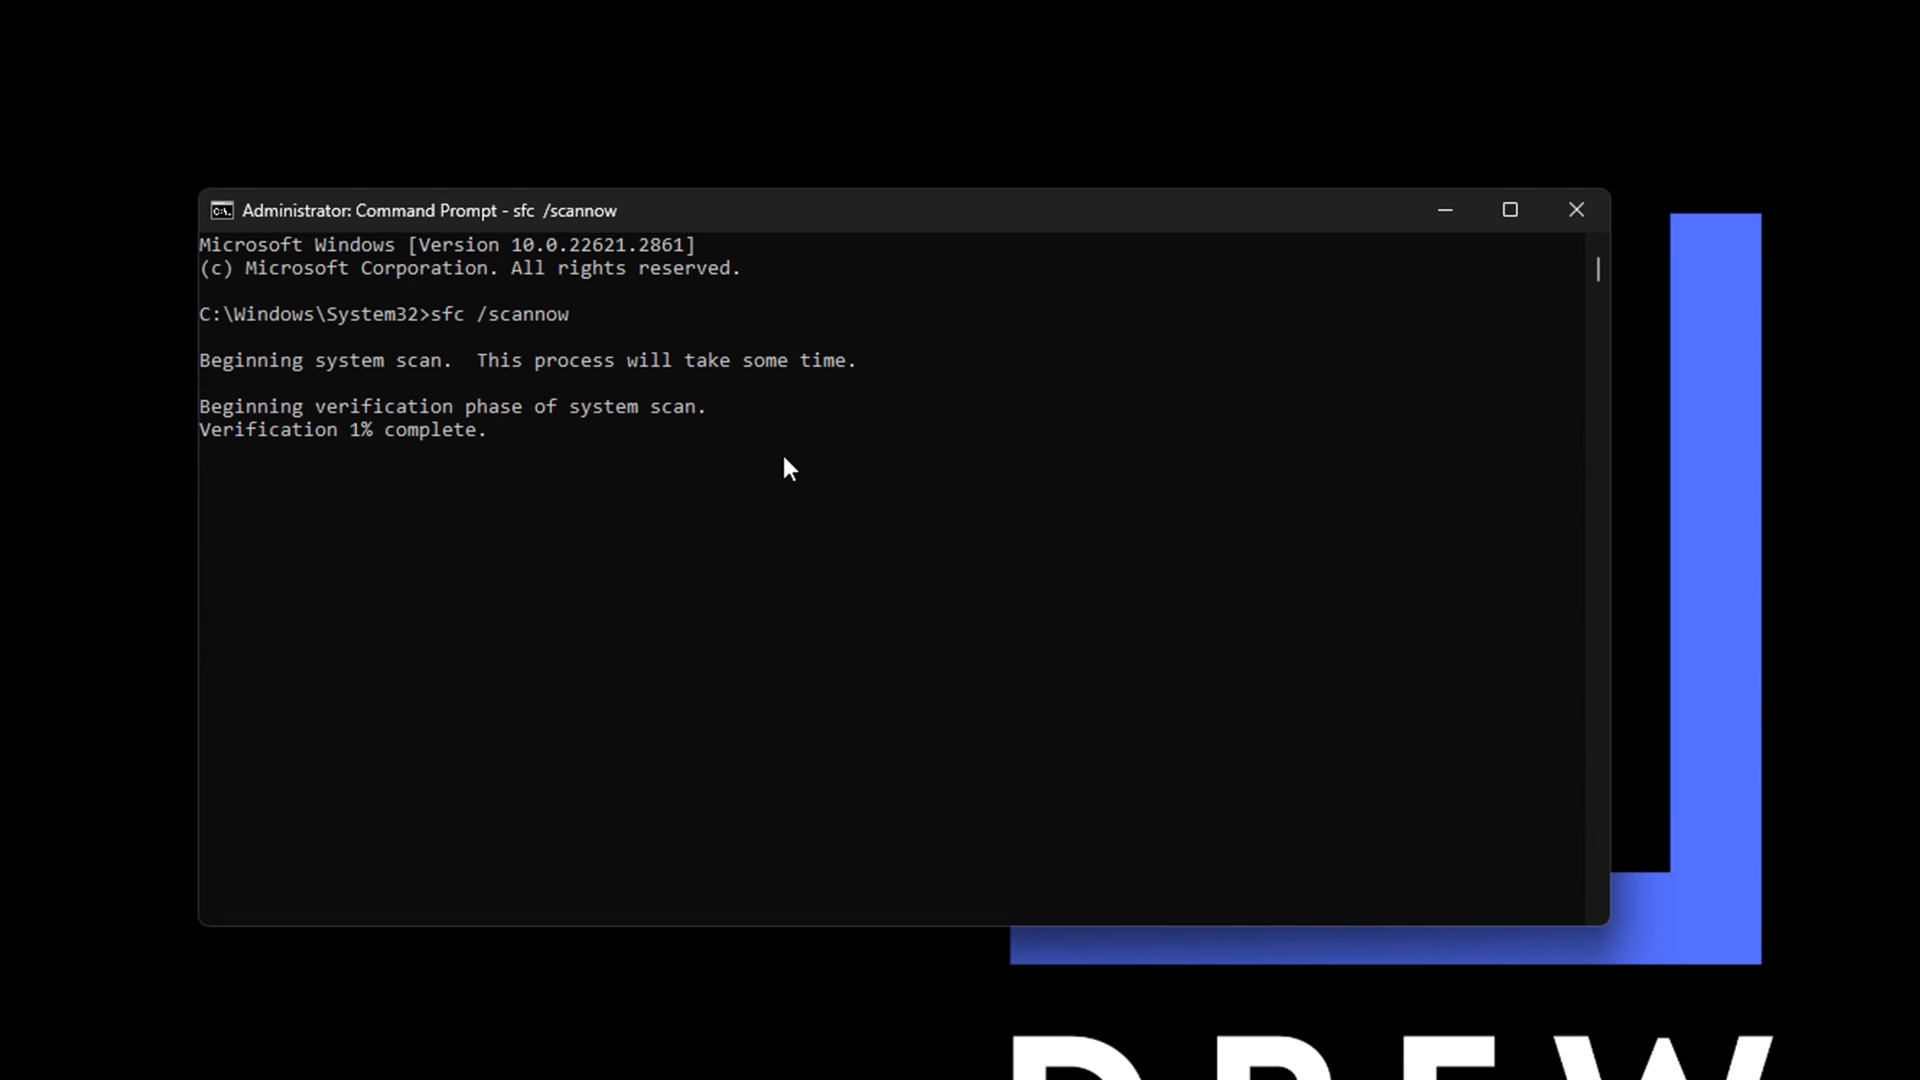 Administrator: Command Prompt - sfc  /scannow
Microsoft Windows [Version 10.0.22621.2861]
(c) Microsoft Corporation. All rights reserved.
C:\Windows\System32>sfc /scannow
Beginning system scan.  This process will take some time.
Beginning verification phase of system scan.
Verification 1% complete.
DREW